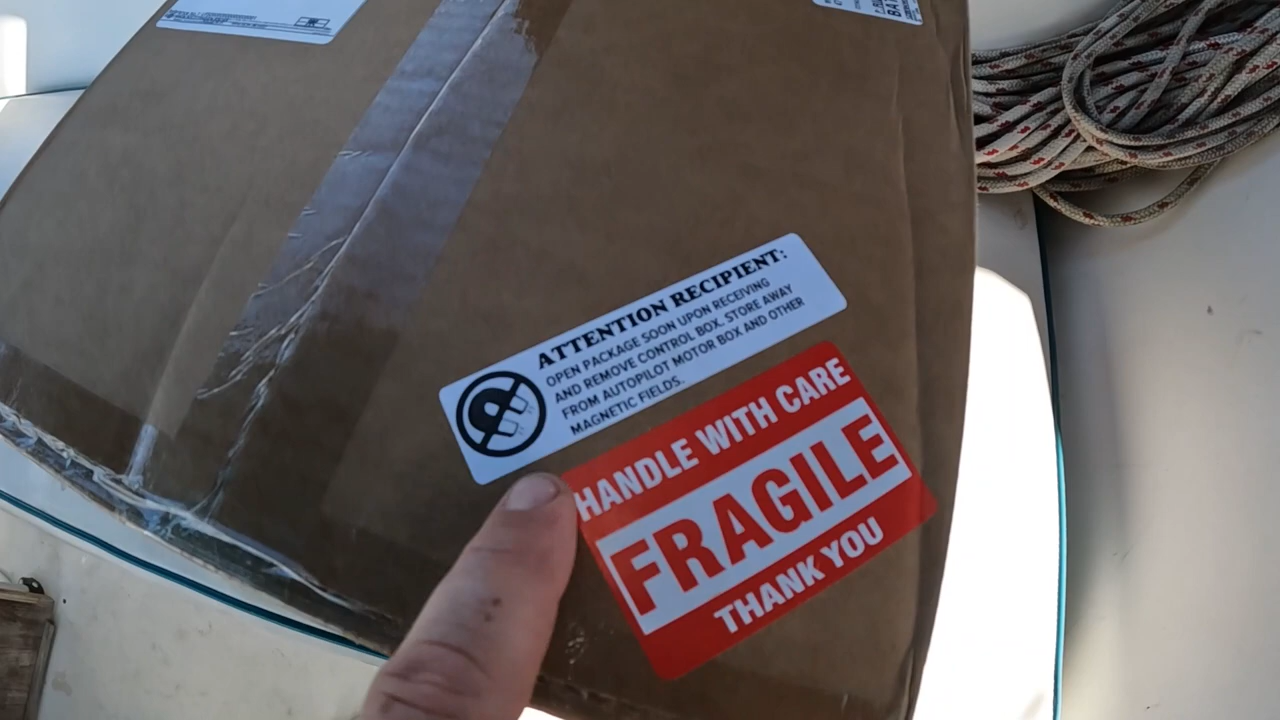 ATTENTION RECIPIENT:
OPEN PACKAGE SOON UPON RECEIVING
AND REMOVE CONTROL BOX. STORE AWAY
FROM AUTOPILOT MOTOR BOX AND OTHER
MAGNETIC FIELDS.
HANDLE WITH CARE
FRAGILE
THANK YOU